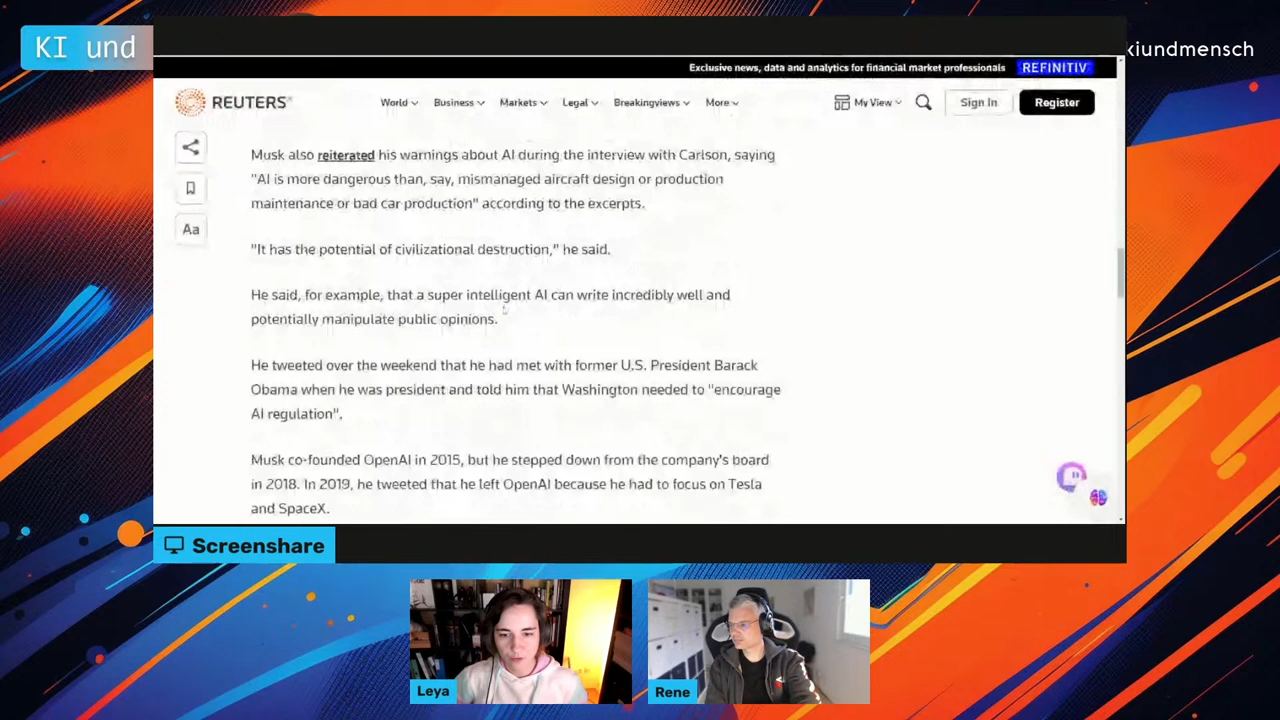 KI und
kiundmensch
Exclusive news, data and analytics for financial market professionals REFINITIV
REUTERS
World Business Markets Legal Breakingviews More My View Sign In Register
Musk also reiterated his warnings about AI during the interview with Carlson, saying
"AI is more dangerous than, say, mismanaged aircraft design or production
maintenance or bad car production" according to the excerpts.
"It has the potential of civilizational destruction," he said.
He said, for example, that a super intelligent AI can write incredibly well and
potentially manipulate public opinions.
He tweeted over the weekend that he had met with former U.S. President Barack
Obama when he was president and told him that Washington needed to "encourage
AI regulation".
Musk co-founded OpenAI in 2015, but he stepped down from the company's board
in 2018. In 2019, he tweeted that he left OpenAI because he had to focus on Tesla
and SpaceX.
Aa
Screenshare
Leya
Rene